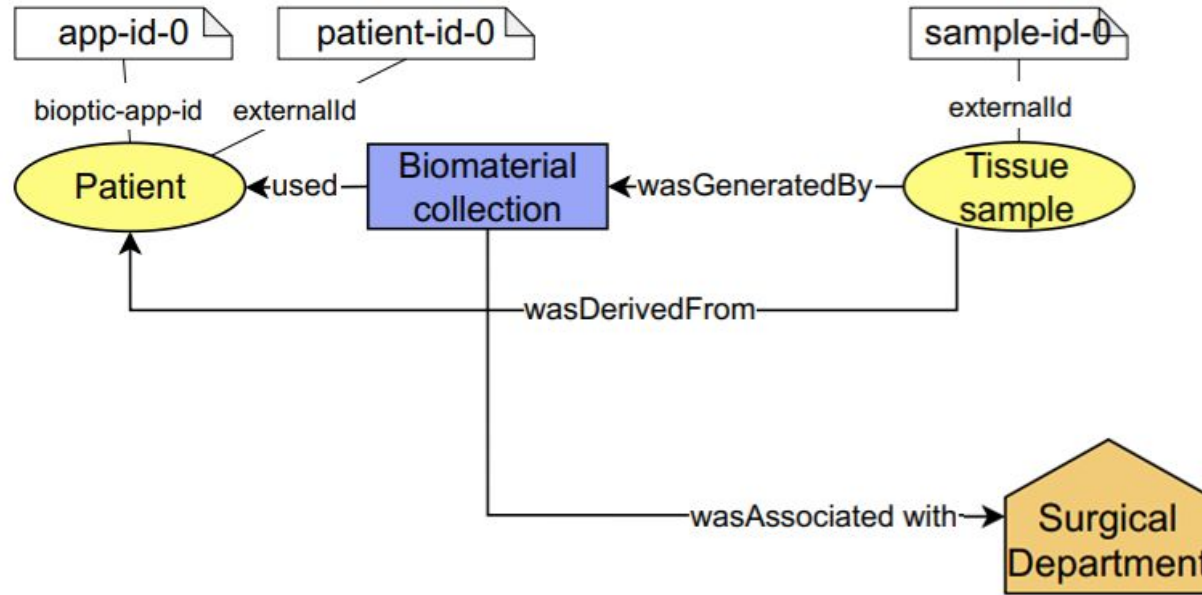 app-id-0
patient-id-0
sample-id-0
bioptic-app-id
externalId
externalId
Patient
used
Biomaterial
collection
wasGeneratedBy
Tissue
sample
wasDerivedFrom
wasAssociated with
Surgical
Department